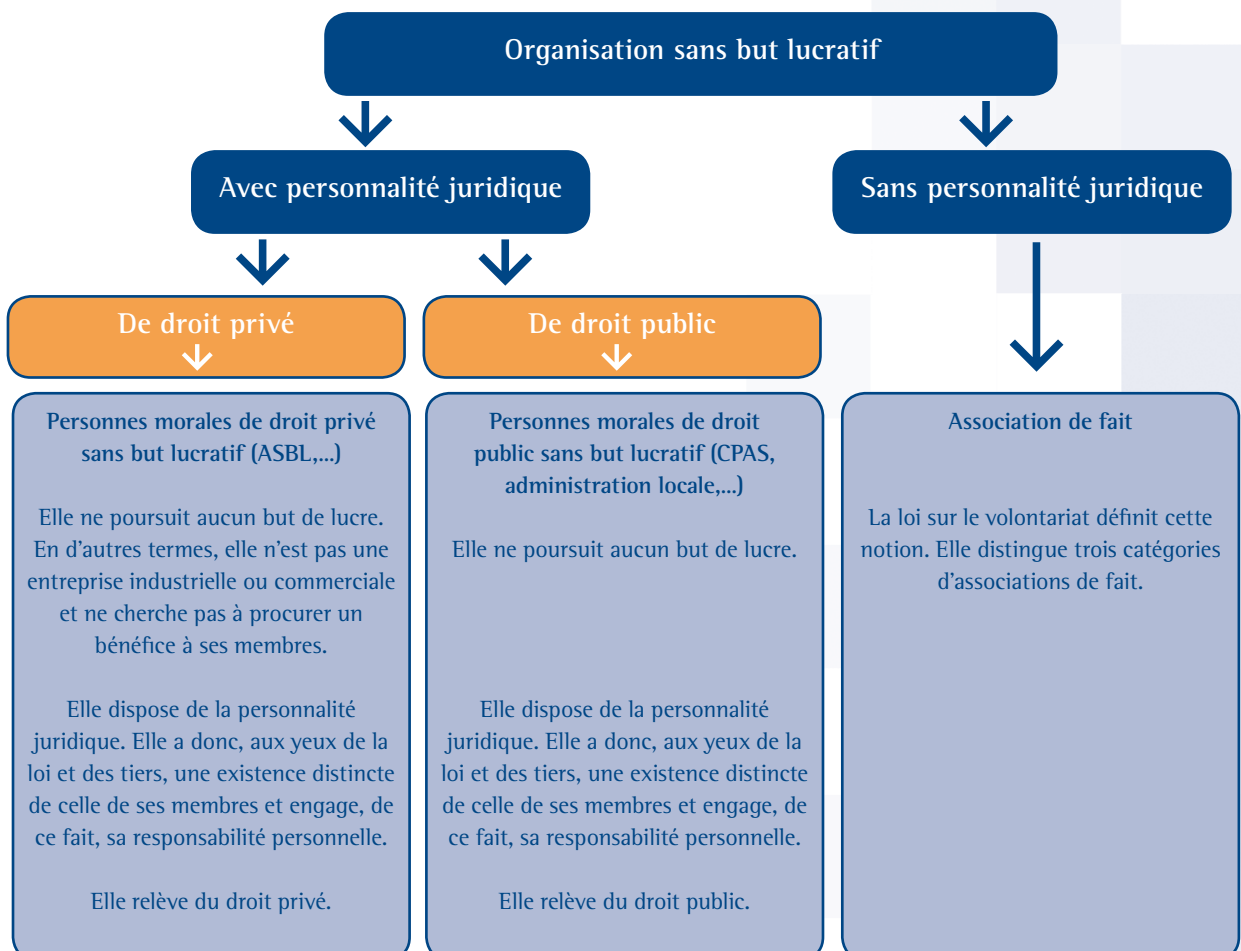 Organisation sans but lucratif
Avec personnalité juridique
Sans personnalité juridique
De droit privé
De droit public
Personnes morales de droit privé
sans but lucratif (ASBL,...)
Elle ne poursuit aucun but de lucre.
En d'autres termes, elle n'est pas une
entreprise industrielle ou commerciale
et ne cherche pas à procurer un
bénéfice à ses membres.
Elle dispose de la personnalité
juridique. Elle a donc, aux yeux de la
loi et des tiers, une existence distincte
de celle de ses membres et engage, de
ce fait, sa responsabilité personnelle.
Elle relève du droit privé.
Personnes morales de droit
public sans but lucratif (CPAS,
administration locale,...)
Elle ne poursuit aucun but de lucre.
Elle dispose de la personnalité
juridique. Elle a donc, aux yeux de la
loi et des tiers, une existence distincte
de celle de ses membres et engage, de
ce fait, sa responsabilité personnelle.
Elle relève du droit public.
Association de fait
La loi sur le volontariat définit cette
notion. Elle distingue trois catégories
d'associations de fait.